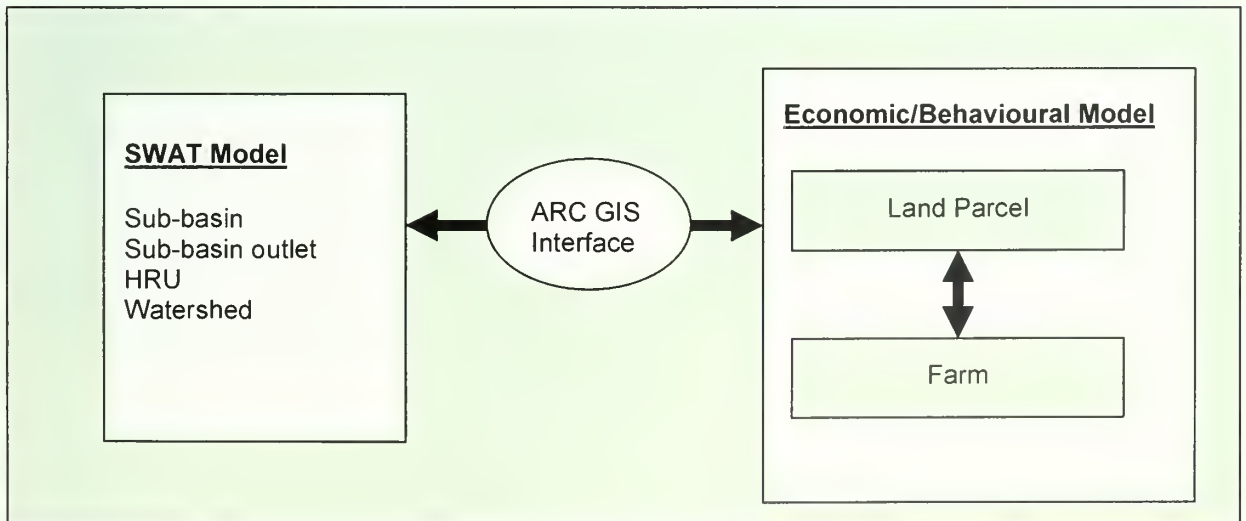 SWAT Model
Sub-basin
Sub-basin outlet
HRU
Watershed
ARC GIS
Interface
Economic/Behavioural Model
Land Parcel
Farm